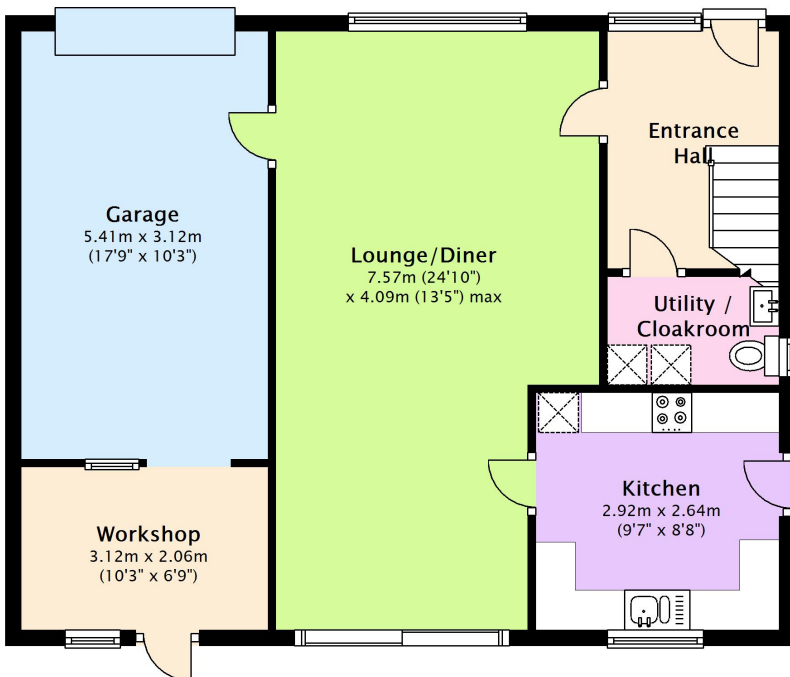 Garage
5.41m x 3.12m
(17'9" x 10'3")
Lounge/Diner
7.57m (24'10")
x 4.09m (13'5") max
Entrance
Hall
Utility /
Cloakroom
Kitchen
2.92m x 2.64m
(9'7" x 8'8")
Workshop
3.12m x 2.06m
(10'3" x 6'9")